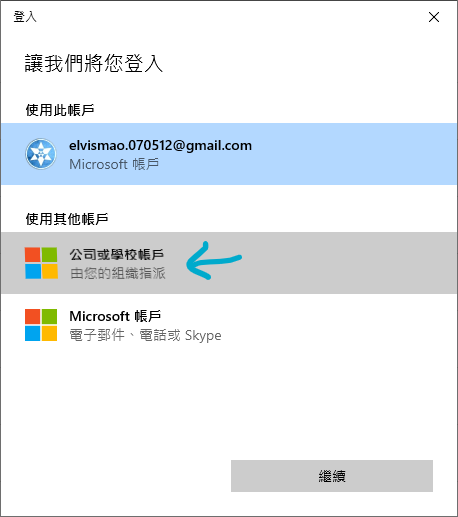 登入
讓我們將您登入
使用此帳戶
elvismao.070512@gmail.com
Microsoft 帳戶
使用其他帳戶
公司或學校帳戶
由您的組織指派
Microsoft 帳戶
電子郵件、電話或 Skype
繼續